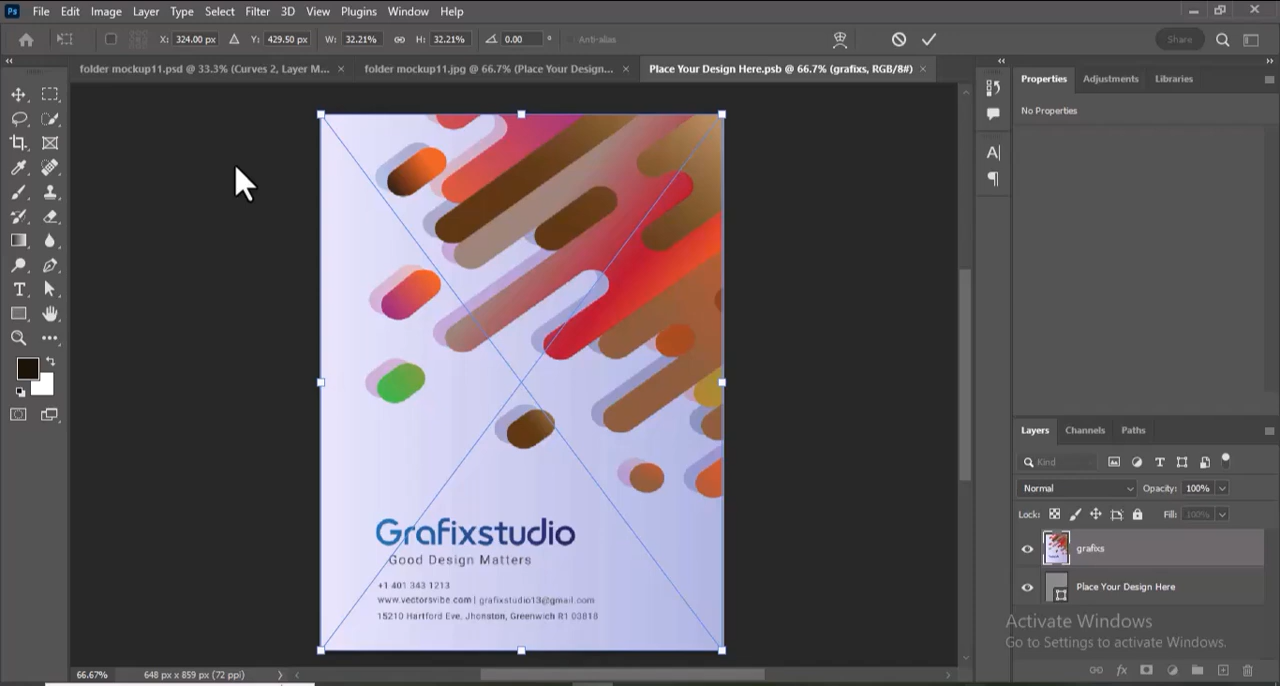 Ps File Edit Image Layer Type Select Filter 3D View Plugins Window Help
X: 324.00 px Y: 429.50 px W: 32.21% H: 32.21% 0.00 ° Anti-alias Share
folder mockup11.psd @ 33.3% (Curves 2, Layer M... × folder mockup11.jpg @ 66.7% (Place Your Design... × Place Your Design Here.psb @ 66.7% (grafixs, RGB/8#) ×
Properties Adjustments Libraries
No Properties
Grafixstudio
Good Design Matters
+1 401 343 1213
www.vectorsvibe.com | grafixstudio13@gmail.com
15210 Hartford Eve, Jhonston, Greenwich R1 03818
Layers Channels Paths
Kind
Normal Opacity: 100%
Lock: Fill: 100%
grafixs
Place Your Design Here
Activate Windows
Go to Settings to activate Windows.
66.67% 648 px x 859 px (72 ppi)